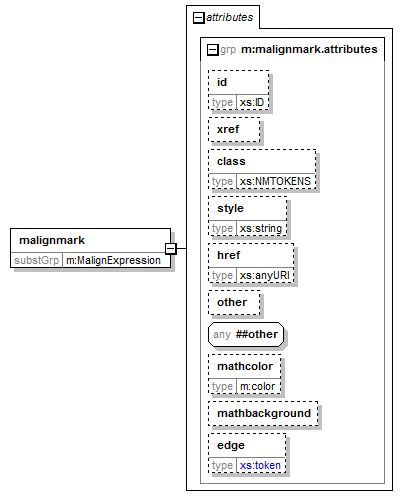 attributes
grp m:malignmark.attributes
id
type xs:ID
xref
class
type xs:NMTOKENS
style
type xs:string
malignmark
substGrp m:MalignExpression
href
type xs:anyURI
other
any ##other
mathcolor
type m:color
mathbackground
edge
type xs:token